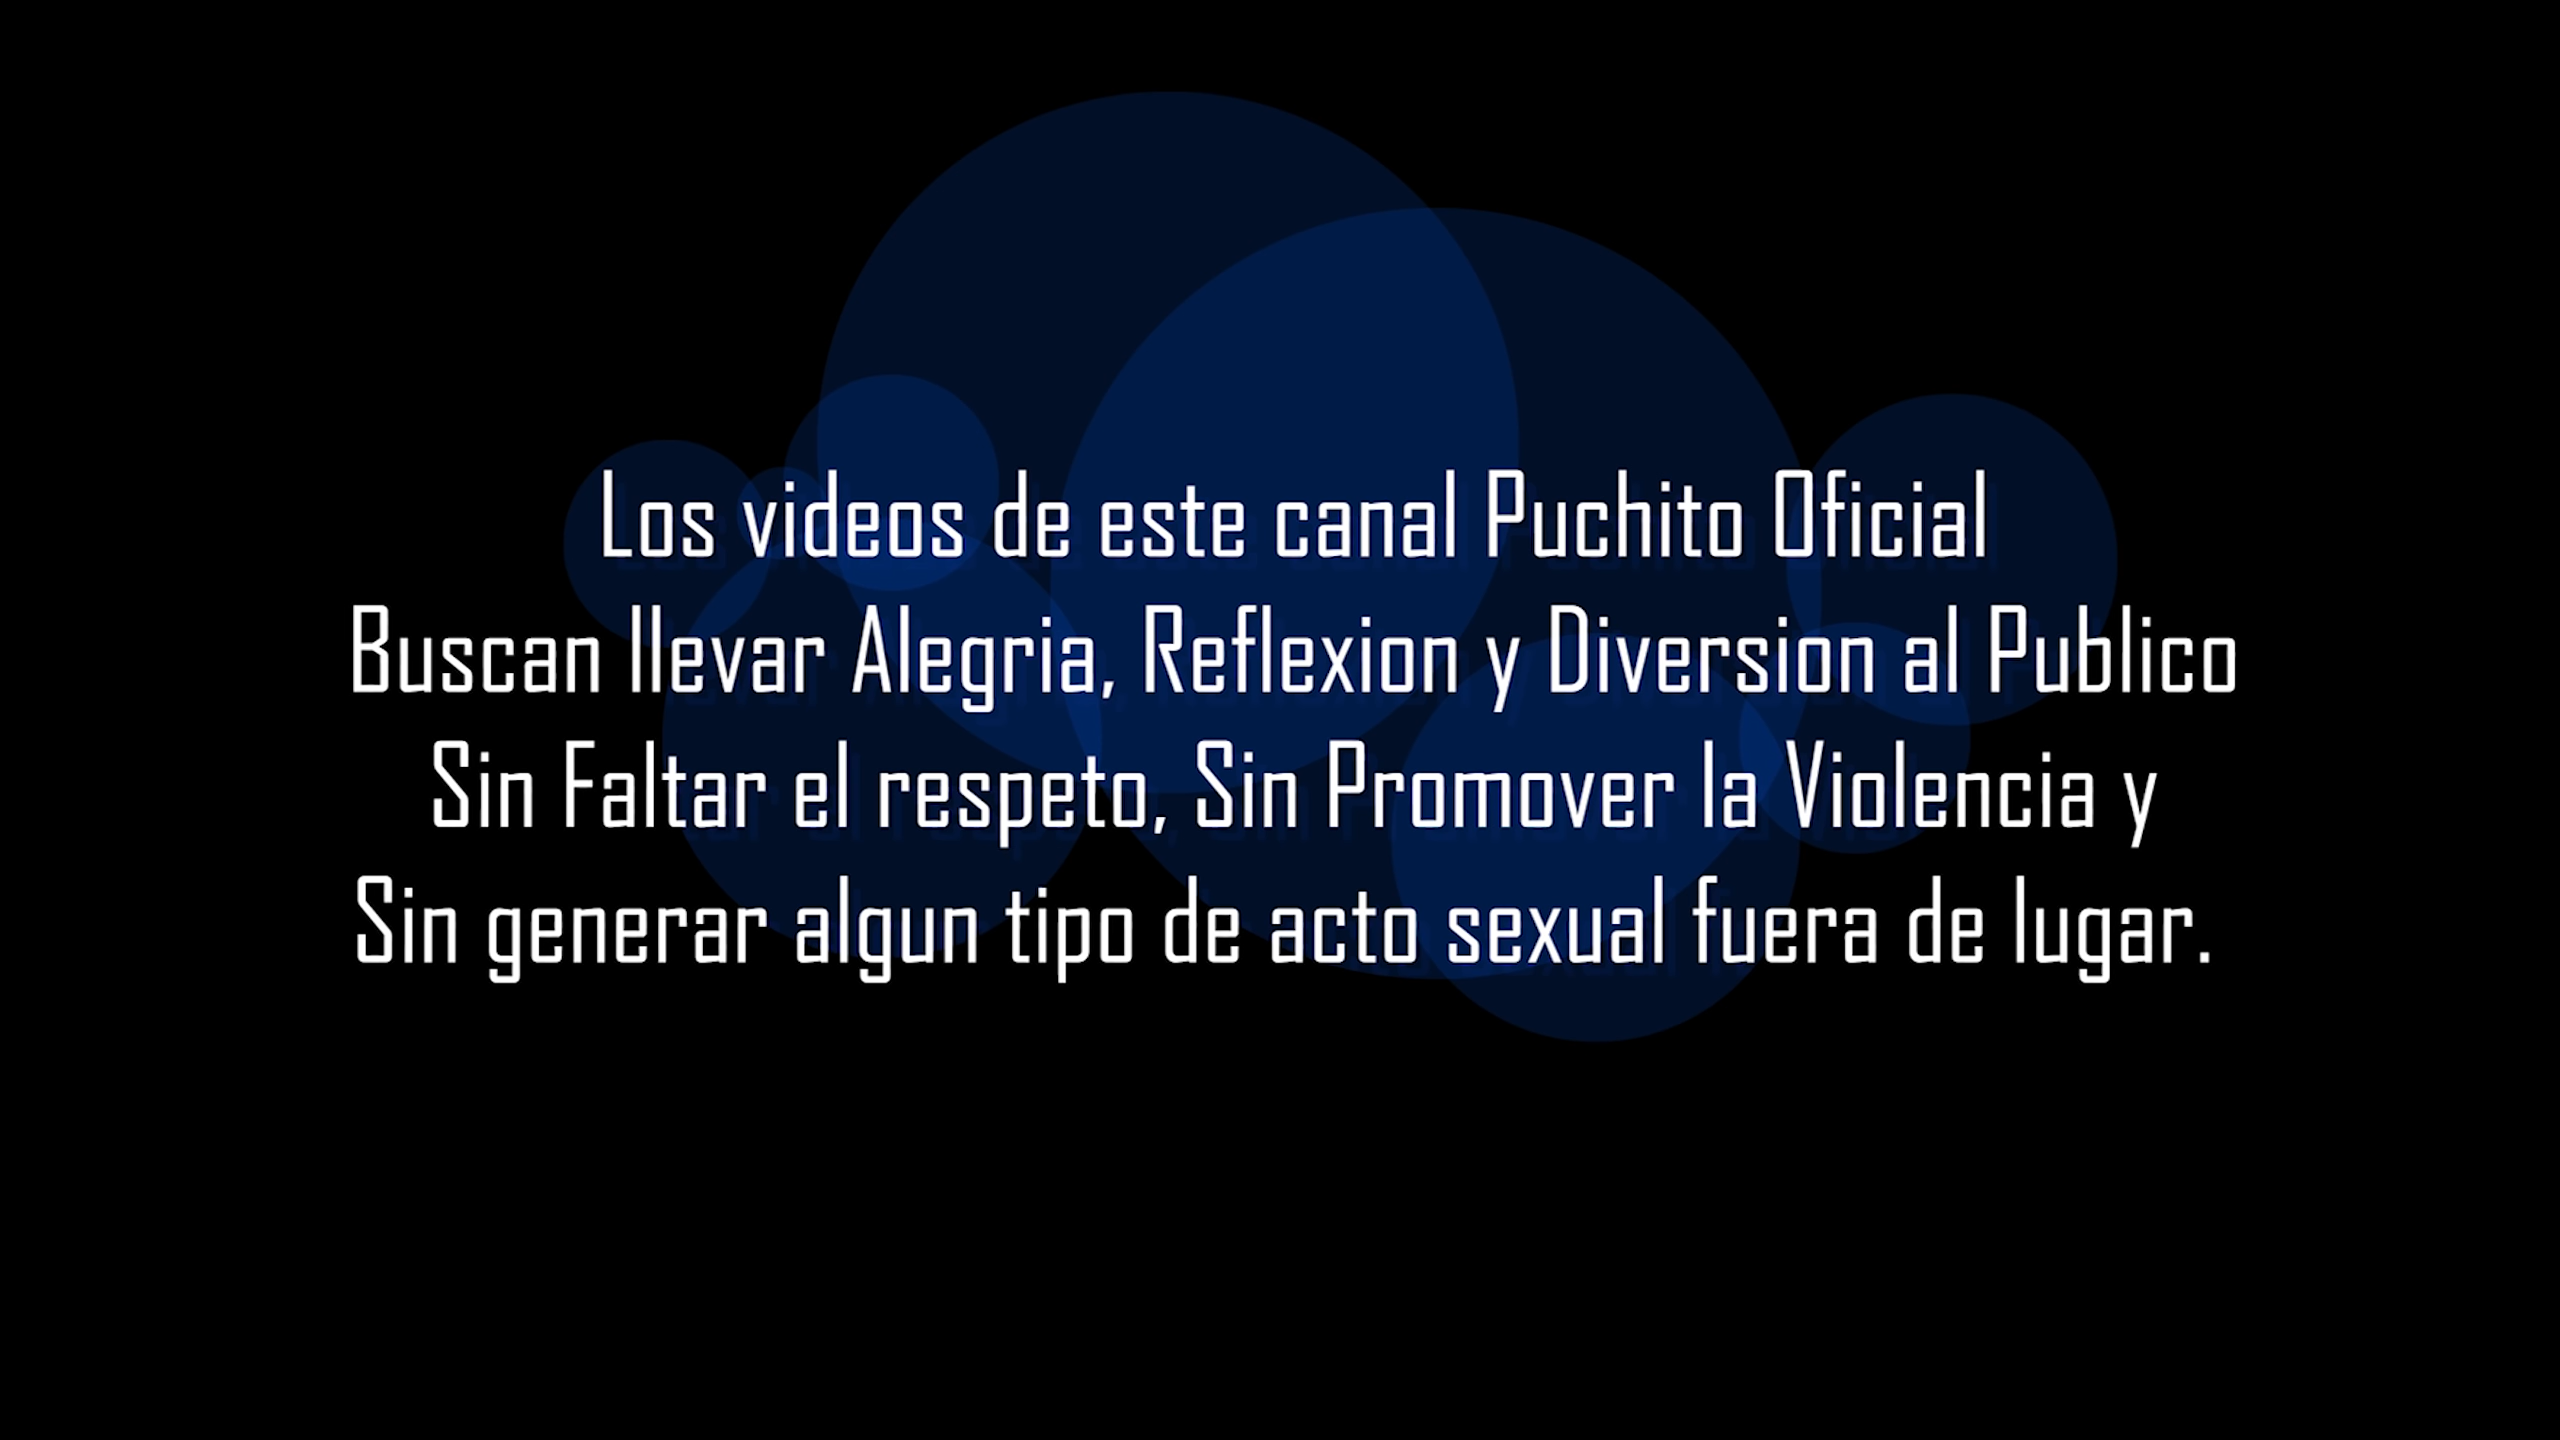 Los videos de este canal Puchito Oficial
Buscan llevar Alegria, Reflexion y Diversion al Publico
Sin Faltar el respeto, Sin Promover la Violencia y
Sin generar algun tipo de acto sexual fuera de lugar.